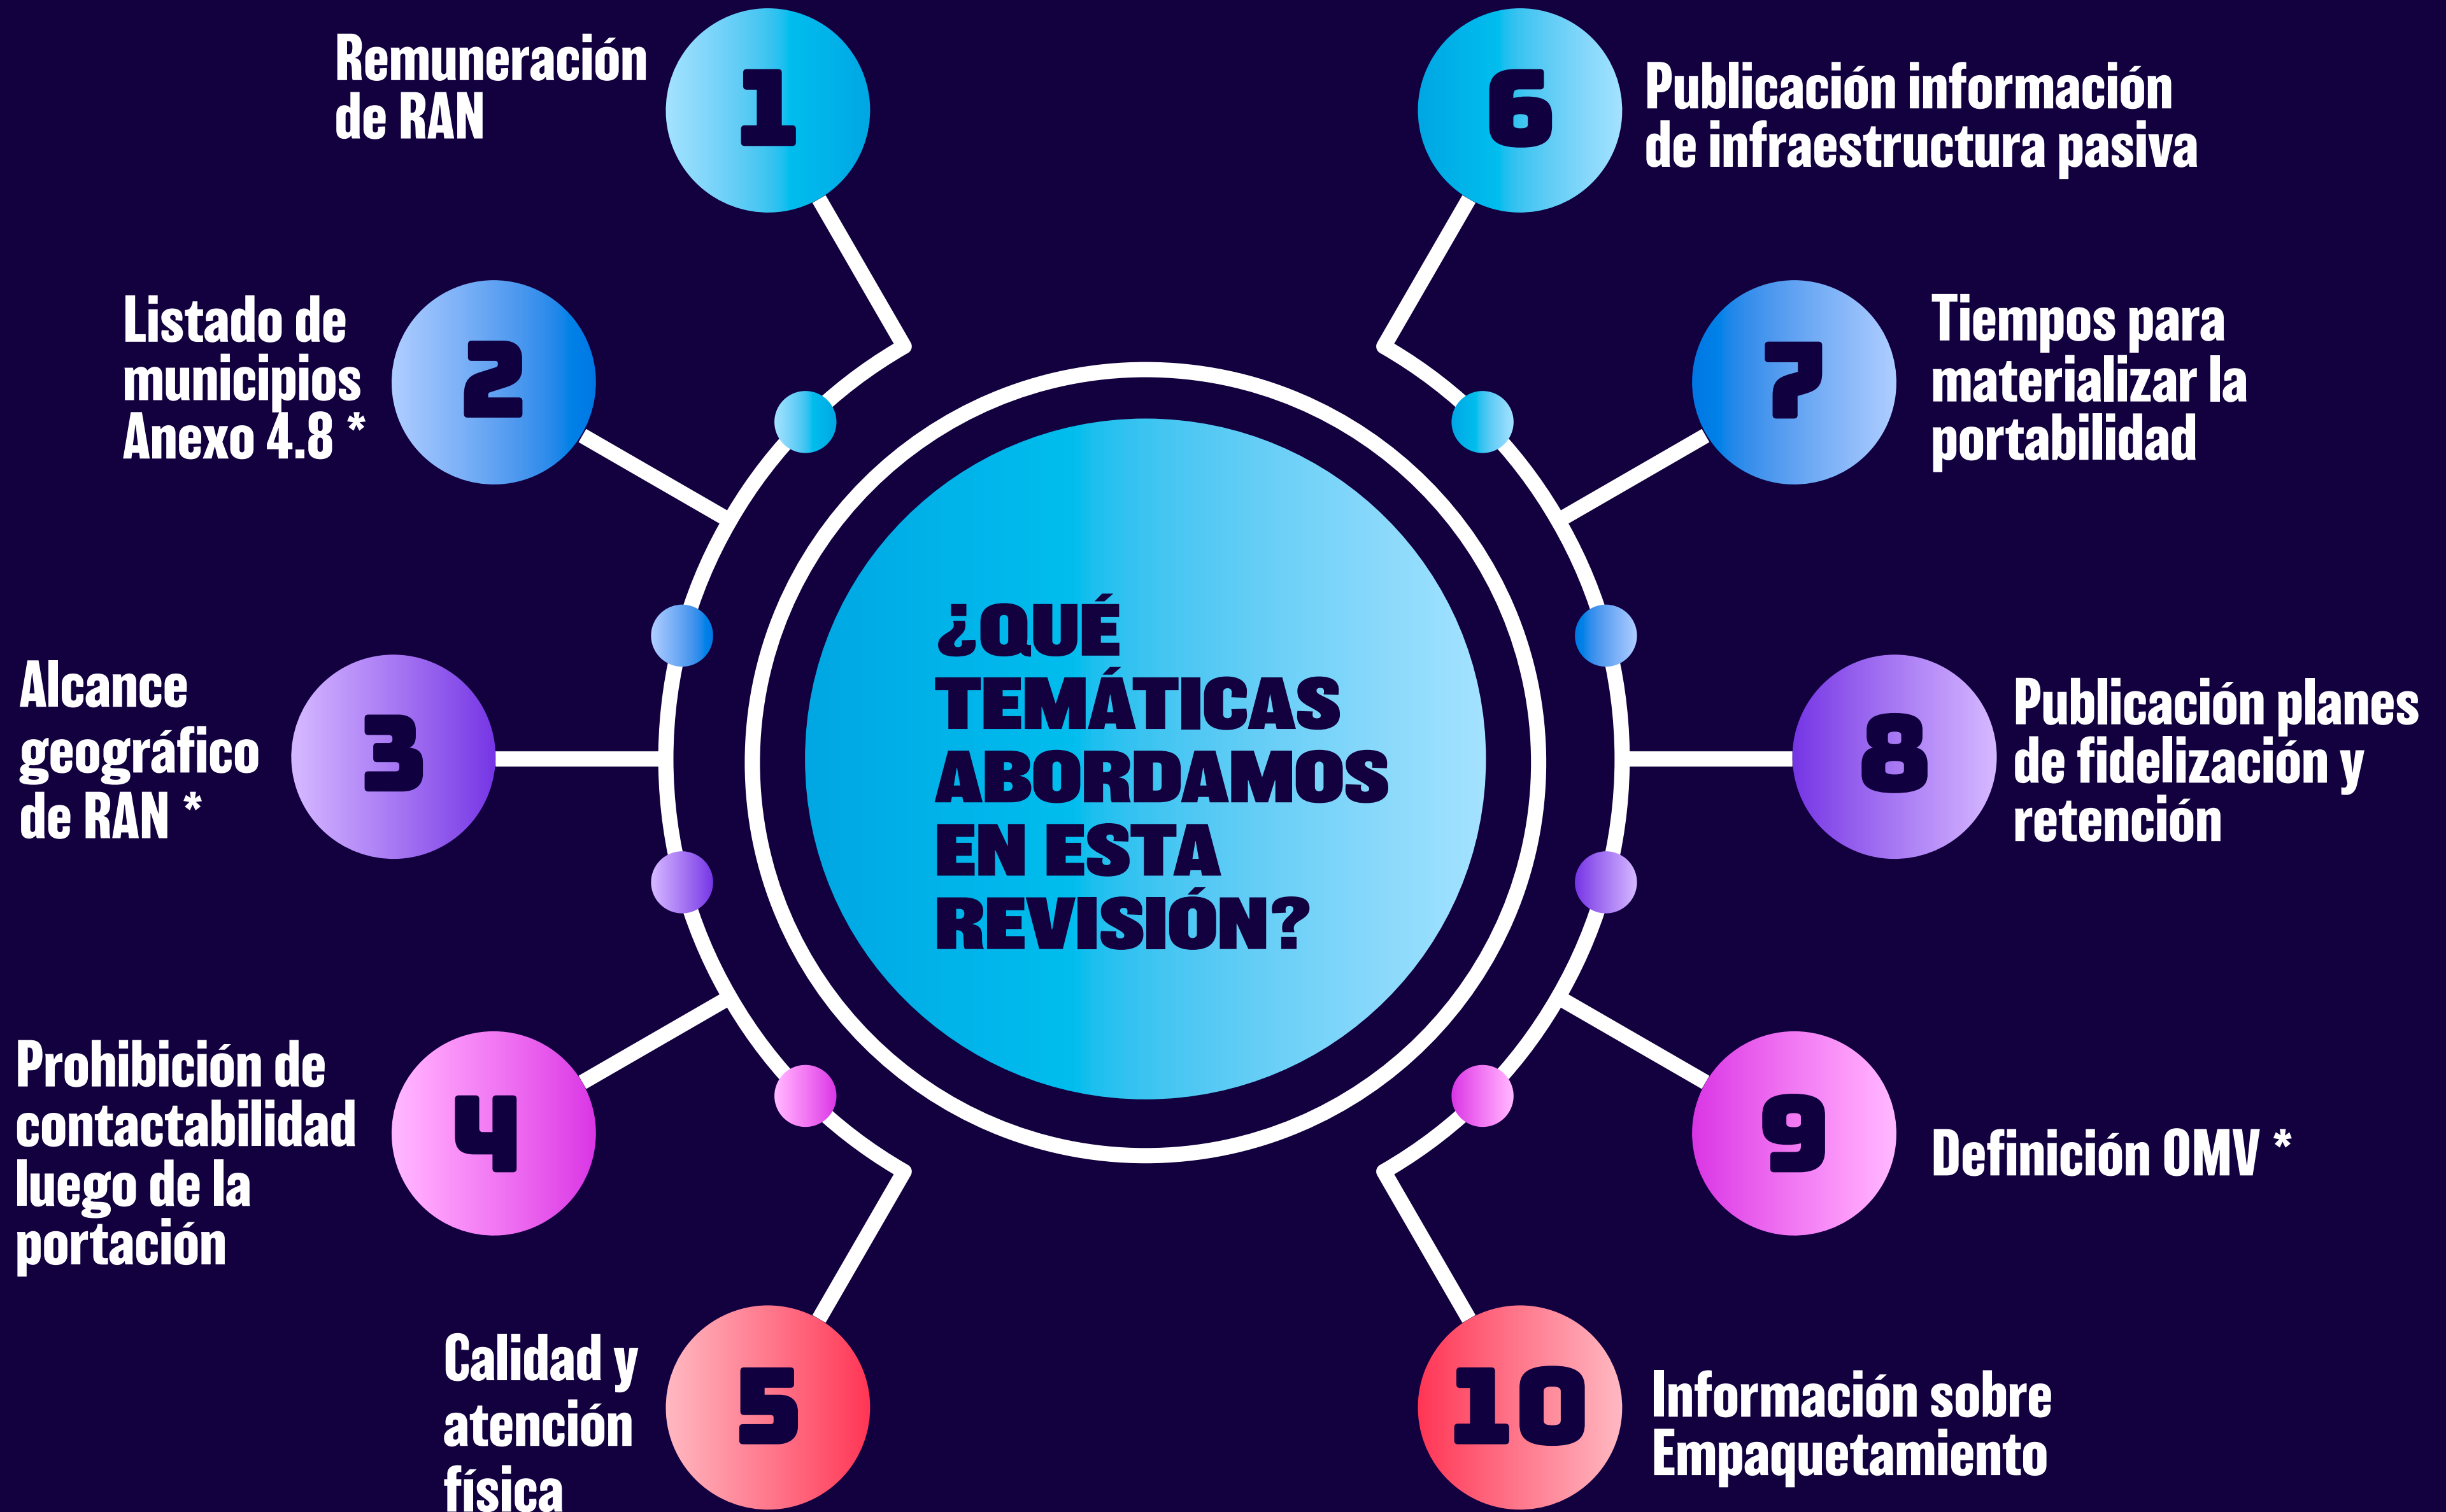 ¿QUÉ
TEMÁTICAS
ABORDAMOS
EN ESTA
REVISIÓN?
1
Remuneración
de RAN
2
Listado de
municipios
Anexo 4.8 *
3
Alcance
geográfico
de RAN *
4
Prohibición de
contactabilidad
luego de la
portación
5
Calidad y
atención
física
6
Publicación información
de infraestructura pasiva
7
Tiempos para
materializar la
portabilidad
8
Publicación planes
de fidelización y
retención
9
Definición OMV *
10
Información sobre
Empaquetamiento